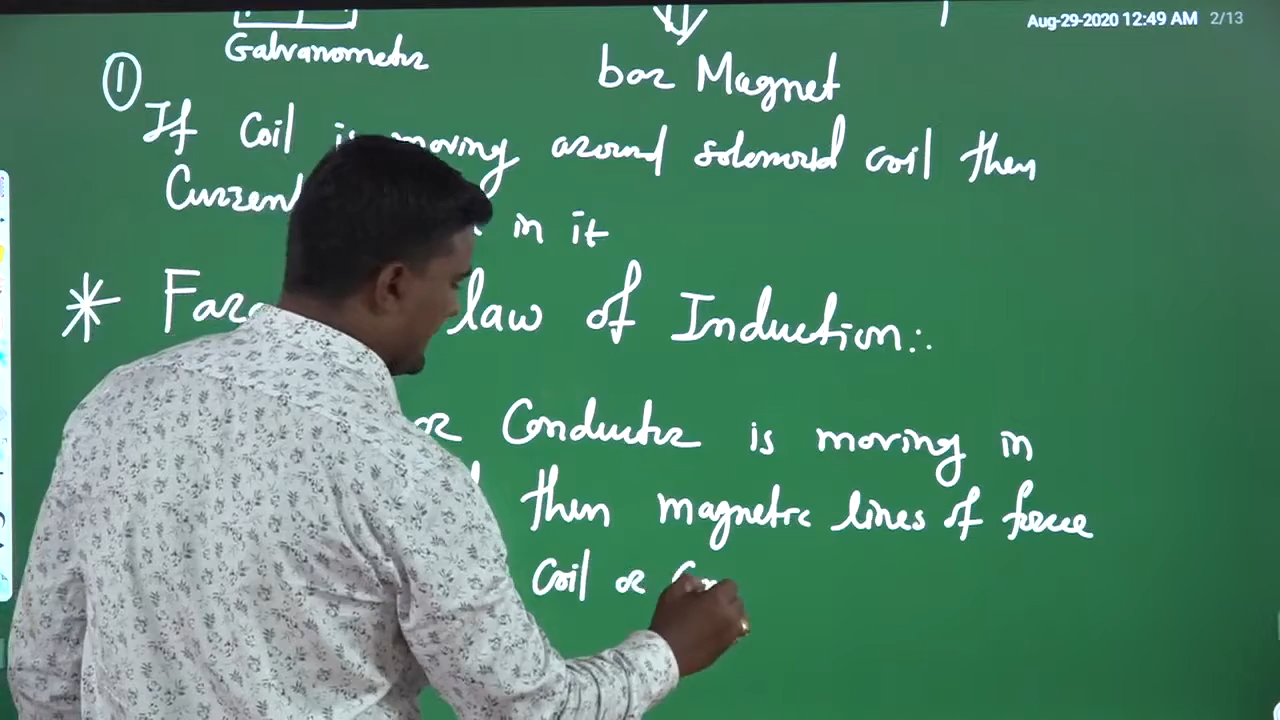 Aug-29-2020 12:49 AM 2/13
Galvanometer
bar Magnet
1
If Coil is moving around solenoid coil then
Current in it
* law of Induction:.
or Conductor is moving in
then magnetic lines of force
Coil or